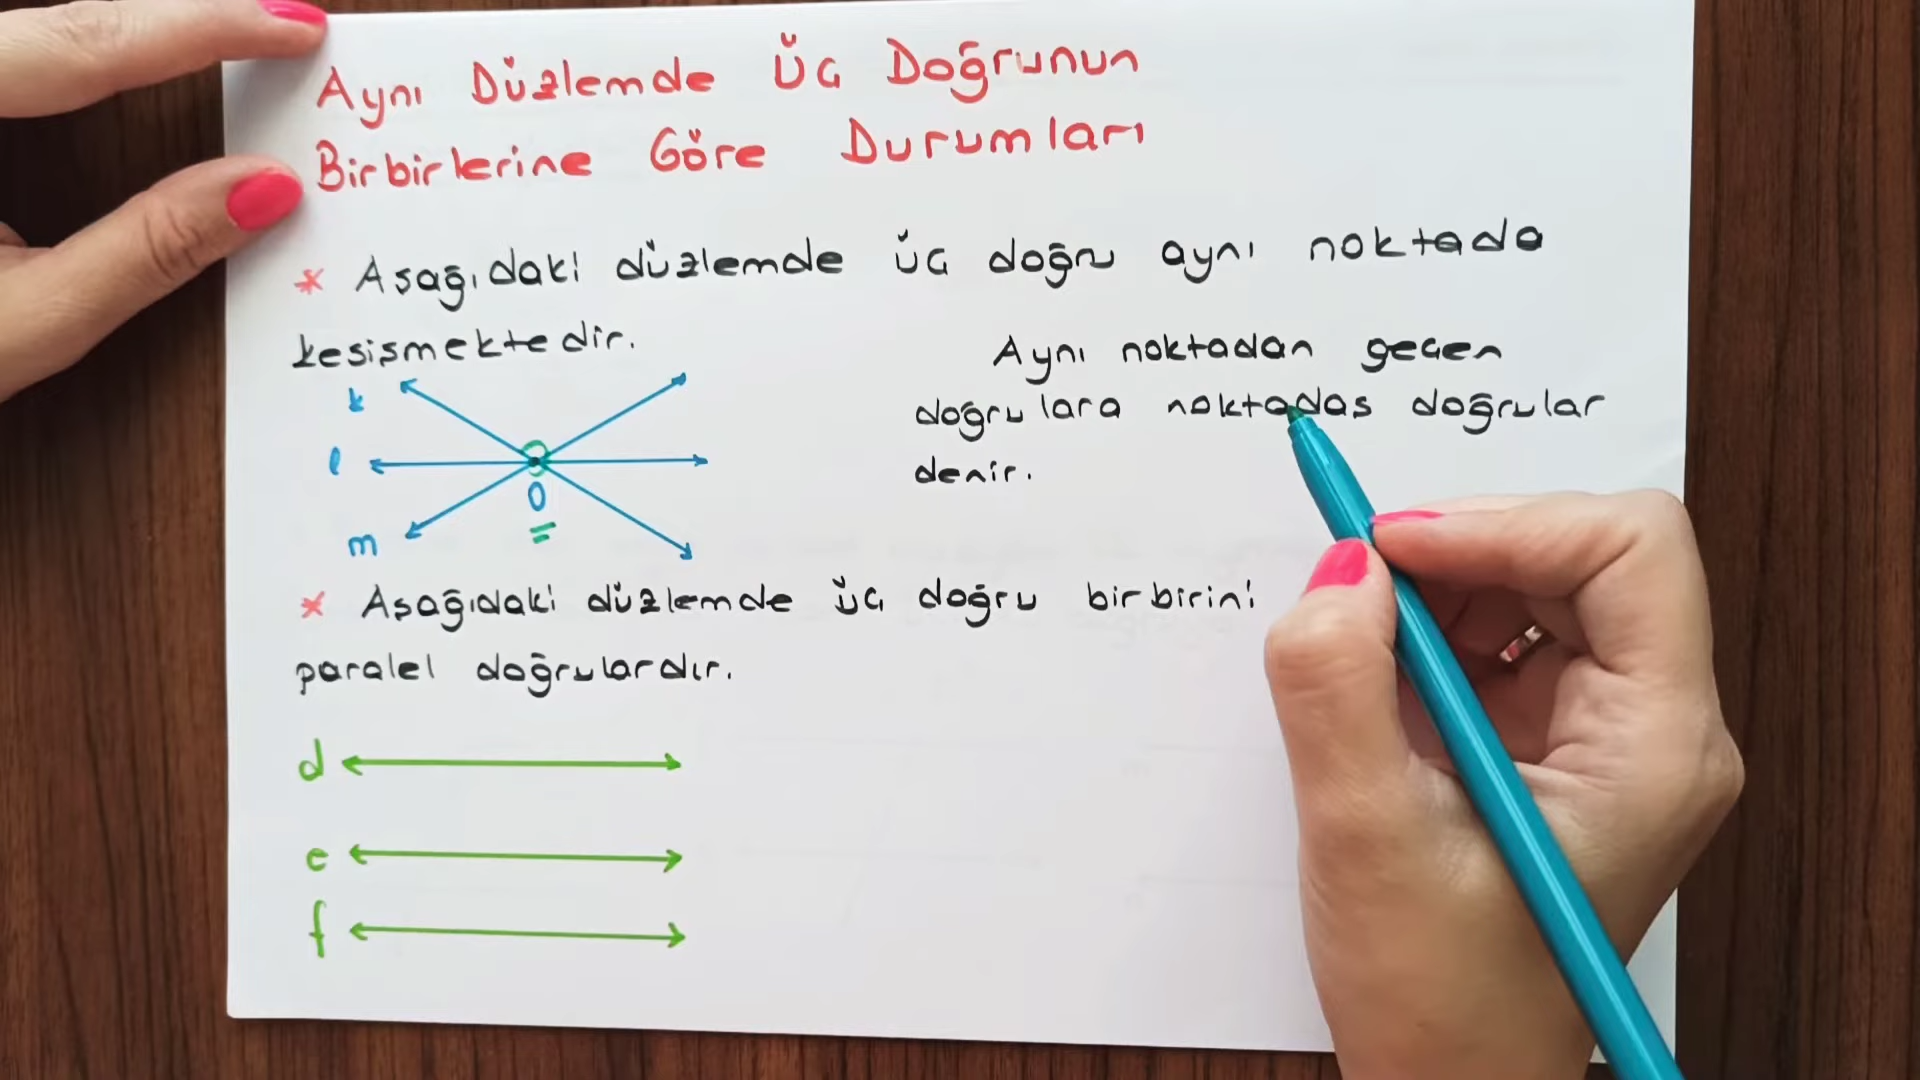 Aynı Düzlemde Üç Doğrunun
Birbirlerine Göre Durumları
* Aşağıdaki düzlemde üç doğru aynı noktada
kesişmektedir.
Aynı noktadan geçen
doğrulara noktadaş doğrular
denir.
k
l
m
O
* Aşağıdaki düzlemde üç doğru birbirini
paralel doğrulardır.
d
e
f